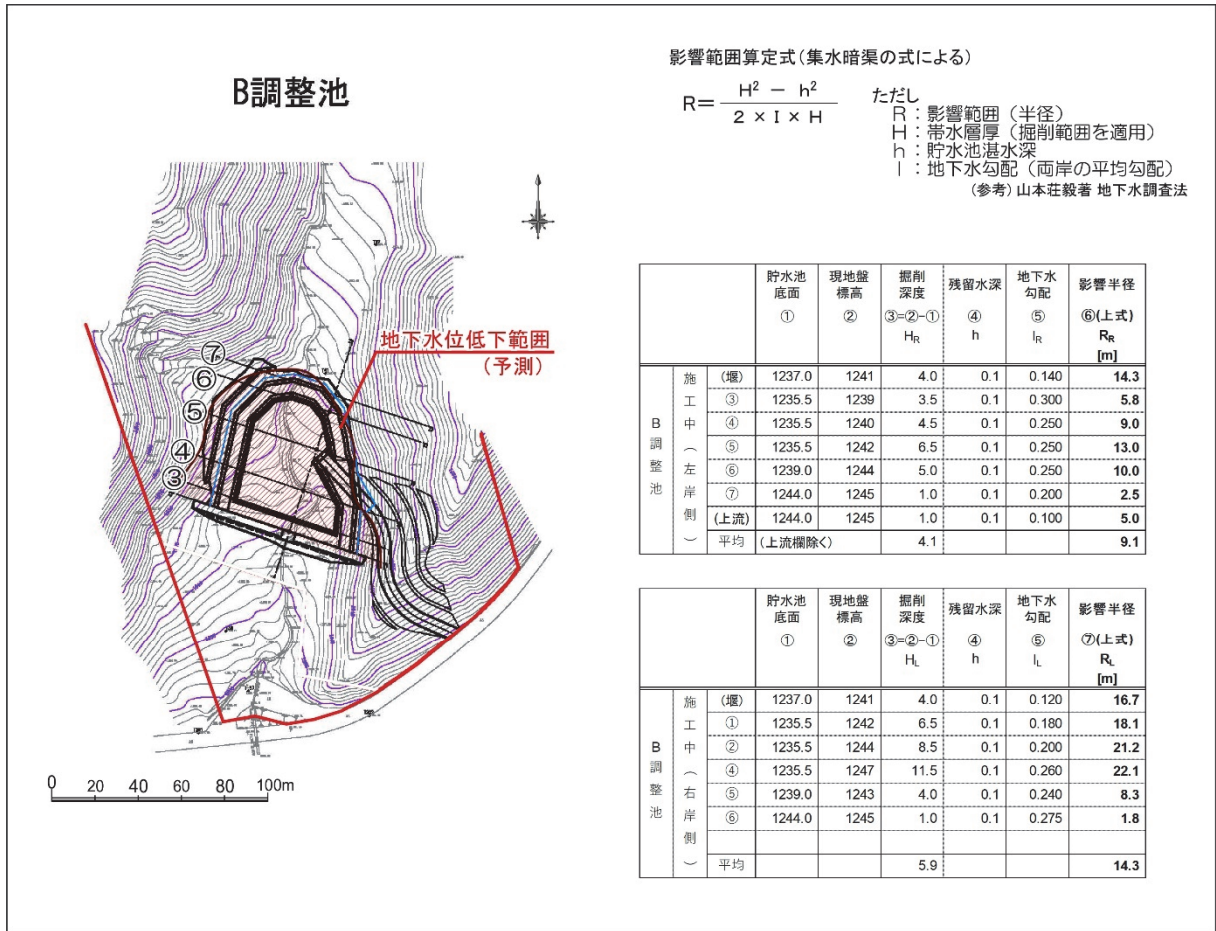 B調整池
影響範囲算定式(集水暗渠の式による)
R= H² − h² / 2 × I × H
ただし
R:影響範囲(半径)
H:帯水層厚(掘削範囲を適用)
h:貯水池湛水深
I:地下水勾配(両岸の平均勾配)
(参考)山本荘毅著 地下水調査法
地下水位低下範囲
(予測)
⑦
⑥
⑤
④
③
0 20 40 60 80 100m
貯水池底面 現地盤標高 掘削深度 残留水深 地下水勾配 影響半径
① ② ③=②-① ④ ⑤ ⑥(上式)
H_R h I_R R_R
[m]
B調整池 施工中(左岸側)
(堰) 1237.0 1241 4.0 0.1 0.140 14.3
③ 1235.5 1239 3.5 0.1 0.300 5.8
④ 1235.5 1240 4.5 0.1 0.250 9.0
⑤ 1235.5 1242 6.5 0.1 0.250 13.0
⑥ 1239.0 1244 5.0 0.1 0.250 10.0
⑦ 1244.0 1245 1.0 0.1 0.200 2.5
(上流) 1244.0 1245 1.0 0.1 0.100 5.0
平均 (上流欄除く) 4.1 9.1
貯水池底面 現地盤標高 掘削深度 残留水深 地下水勾配 影響半径
① ② ③=②-① ④ ⑤ ⑦(上式)
H_L h I_L R_L
[m]
B調整池 施工中(右岸側)
(堰) 1237.0 1241 4.0 0.1 0.120 16.7
① 1235.5 1242 6.5 0.1 0.180 18.1
② 1235.5 1244 8.5 0.1 0.200 21.2
④ 1235.5 1247 11.5 0.1 0.260 22.1
⑤ 1239.0 1243 4.0 0.1 0.240 8.3
⑥ 1244.0 1245 1.0 0.1 0.275 1.8
平均 5.9 14.3